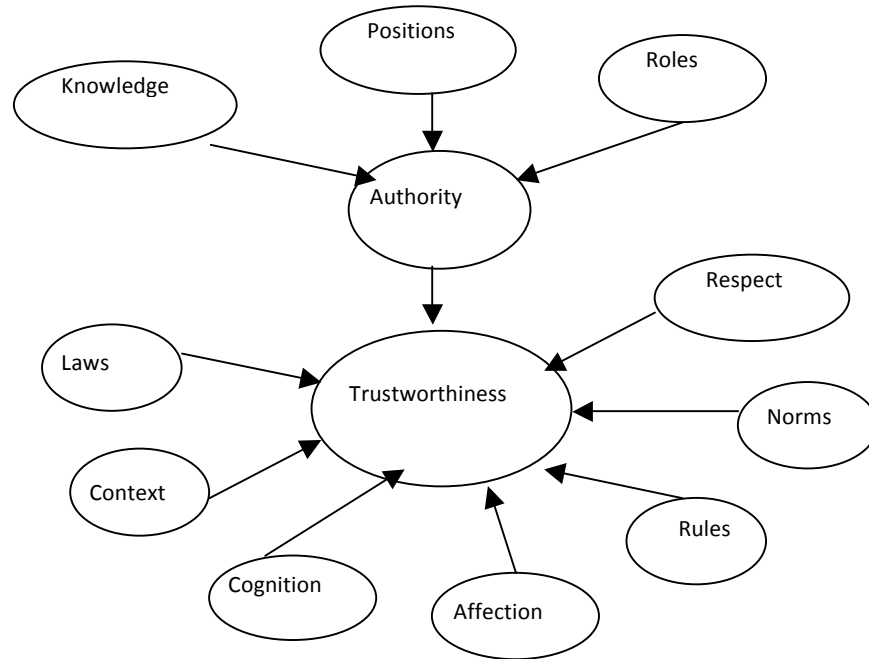 Positions
Roles
Knowledge
Authority
Respect
Laws
Trustworthiness
Norms
Context
Rules
Cognition
Affection